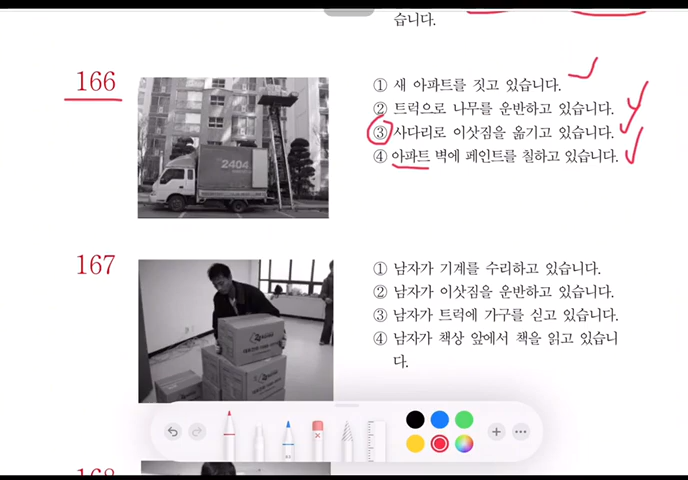 습니다.
166
① 새 아파트를 짓고 있습니다.
② 트럭으로 나무를 운반하고 있습니다.
③ 사다리로 이삿짐을 옮기고 있습니다.
④ 아파트 벽에 페인트를 칠하고 있습니다.
2404
167
① 남자가 기계를 수리하고 있습니다.
② 남자가 이삿짐을 운반하고 있습니다.
③ 남자가 트럭에 가구를 싣고 있습니다.
④ 남자가 책상 앞에서 책을 읽고 있습니
다.